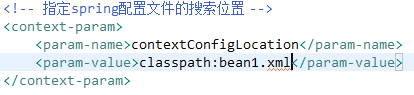 <!-- 指定spring配置文件的搜索位置 -->
<context-param>
<param-name>contextConfigLocation</param-name>
<param-value>classpath:bean1.xml</param-value>
</context-param>